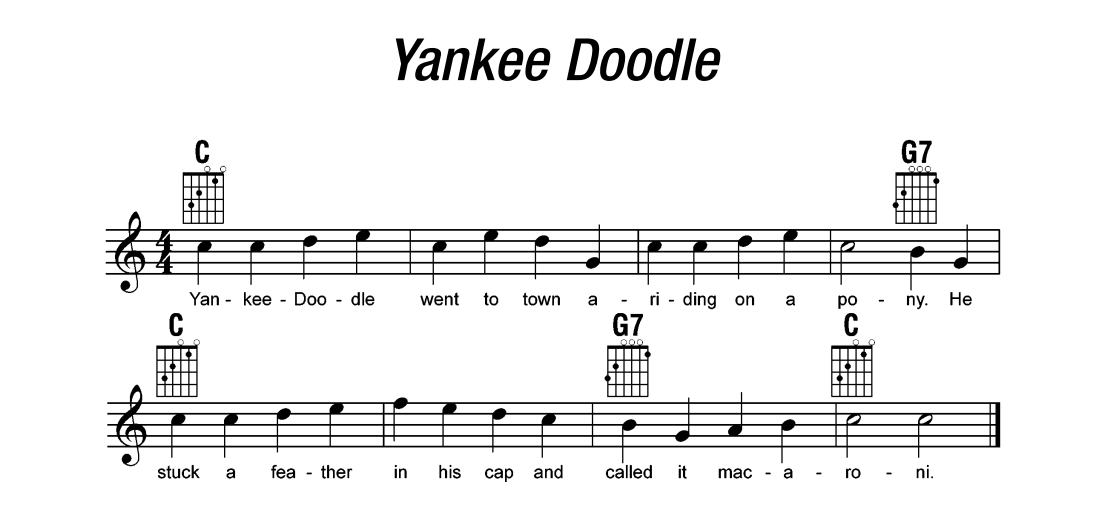 Yankee Doodle
C G7
4
4
Yan - kee - Doo - dle went to town a - ri - ding on a po - ny. He
C G7 C
stuck a fea - ther in his cap and called it mac - a - ro - ni.